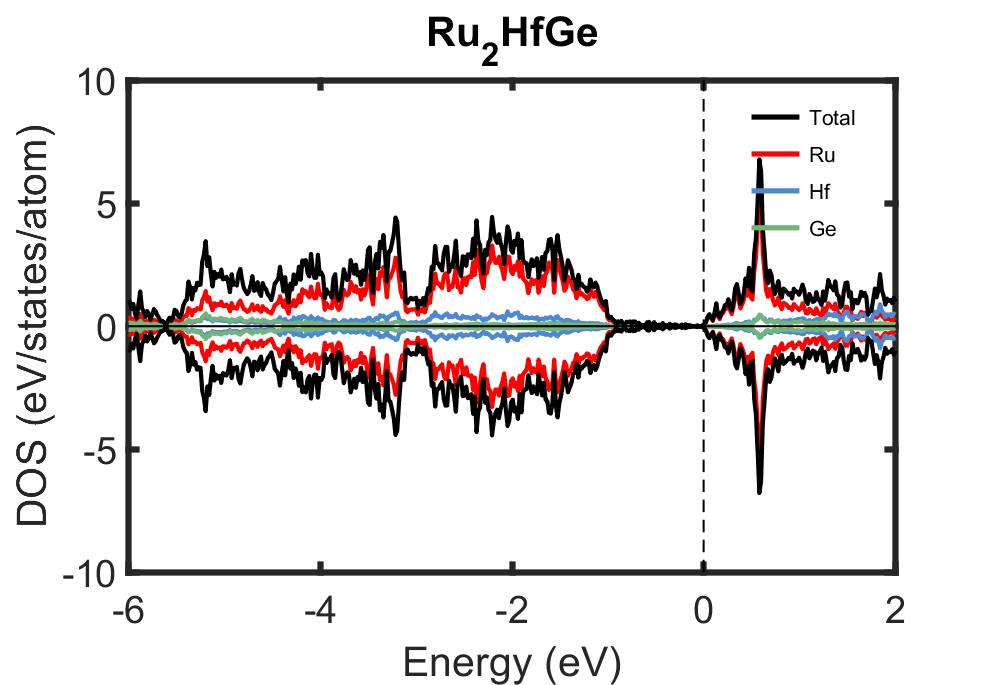 Ru₂HfGe
10
5
0
-5
-10
DOS (eV/states/atom)
Total
Ru
Hf
Ge
-6
-4
-2
0
2
Energy (eV)